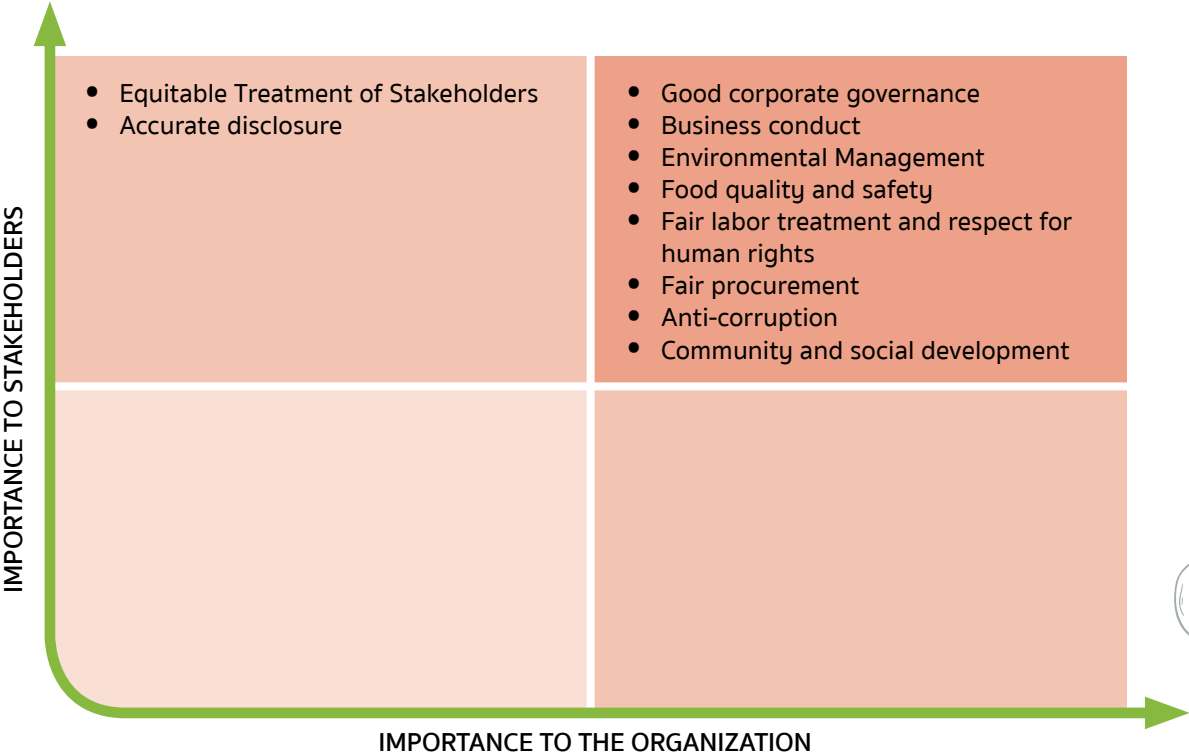 IMPORTANCE TO STAKEHOLDERS
• Equitable Treatment of Stakeholders
• Accurate disclosure
• Good corporate governance
• Business conduct
• Environmental Management
• Food quality and safety
• Fair labor treatment and respect for
human rights
• Fair procurement
• Anti-corruption
• Community and social development
IMPORTANCE TO THE ORGANIZATION